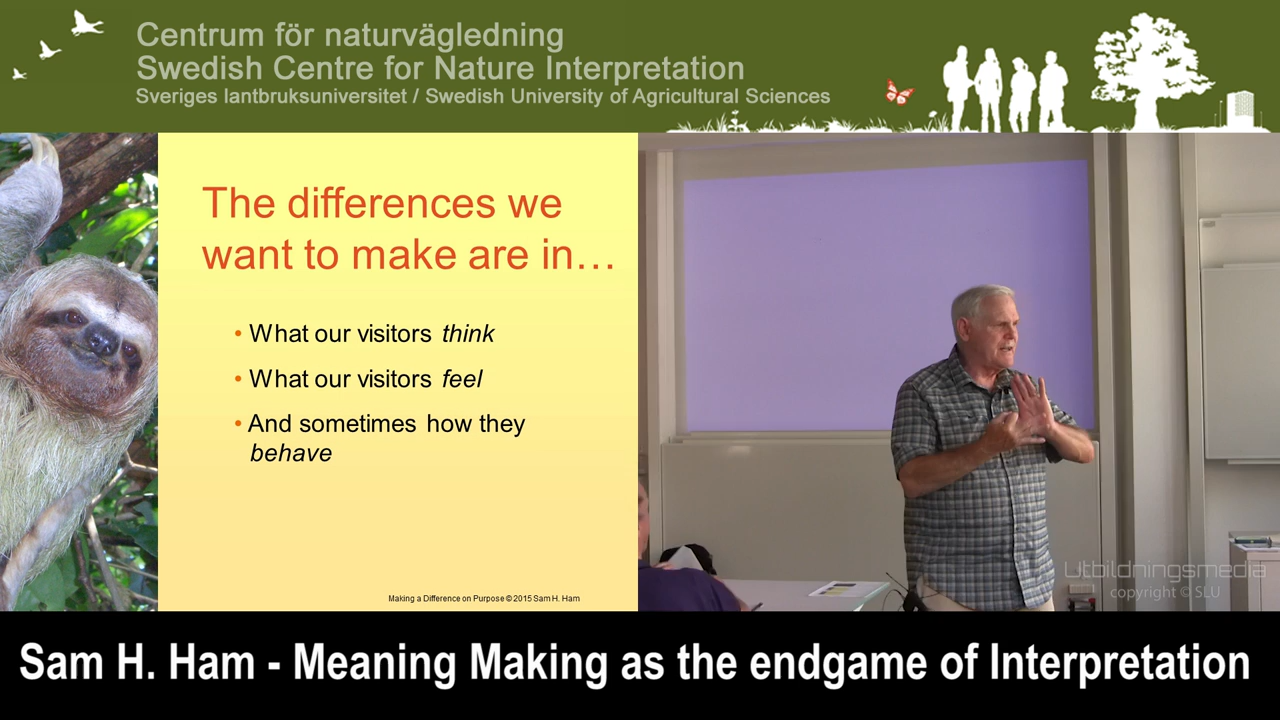 Centrum för naturvägledning
Swedish Centre for Nature Interpretation
Sveriges lantbruksuniversitet / Swedish University of Agricultural Sciences
The differences we
want to make are in…
• What our visitors think
• What our visitors feel
• And sometimes how they
behave
Making a Difference on Purpose © 2015 Sam H. Ham
Utbildningsmedia
copyright © SLU
Sam H. Ham - Meaning Making as the endgame of Interpretation